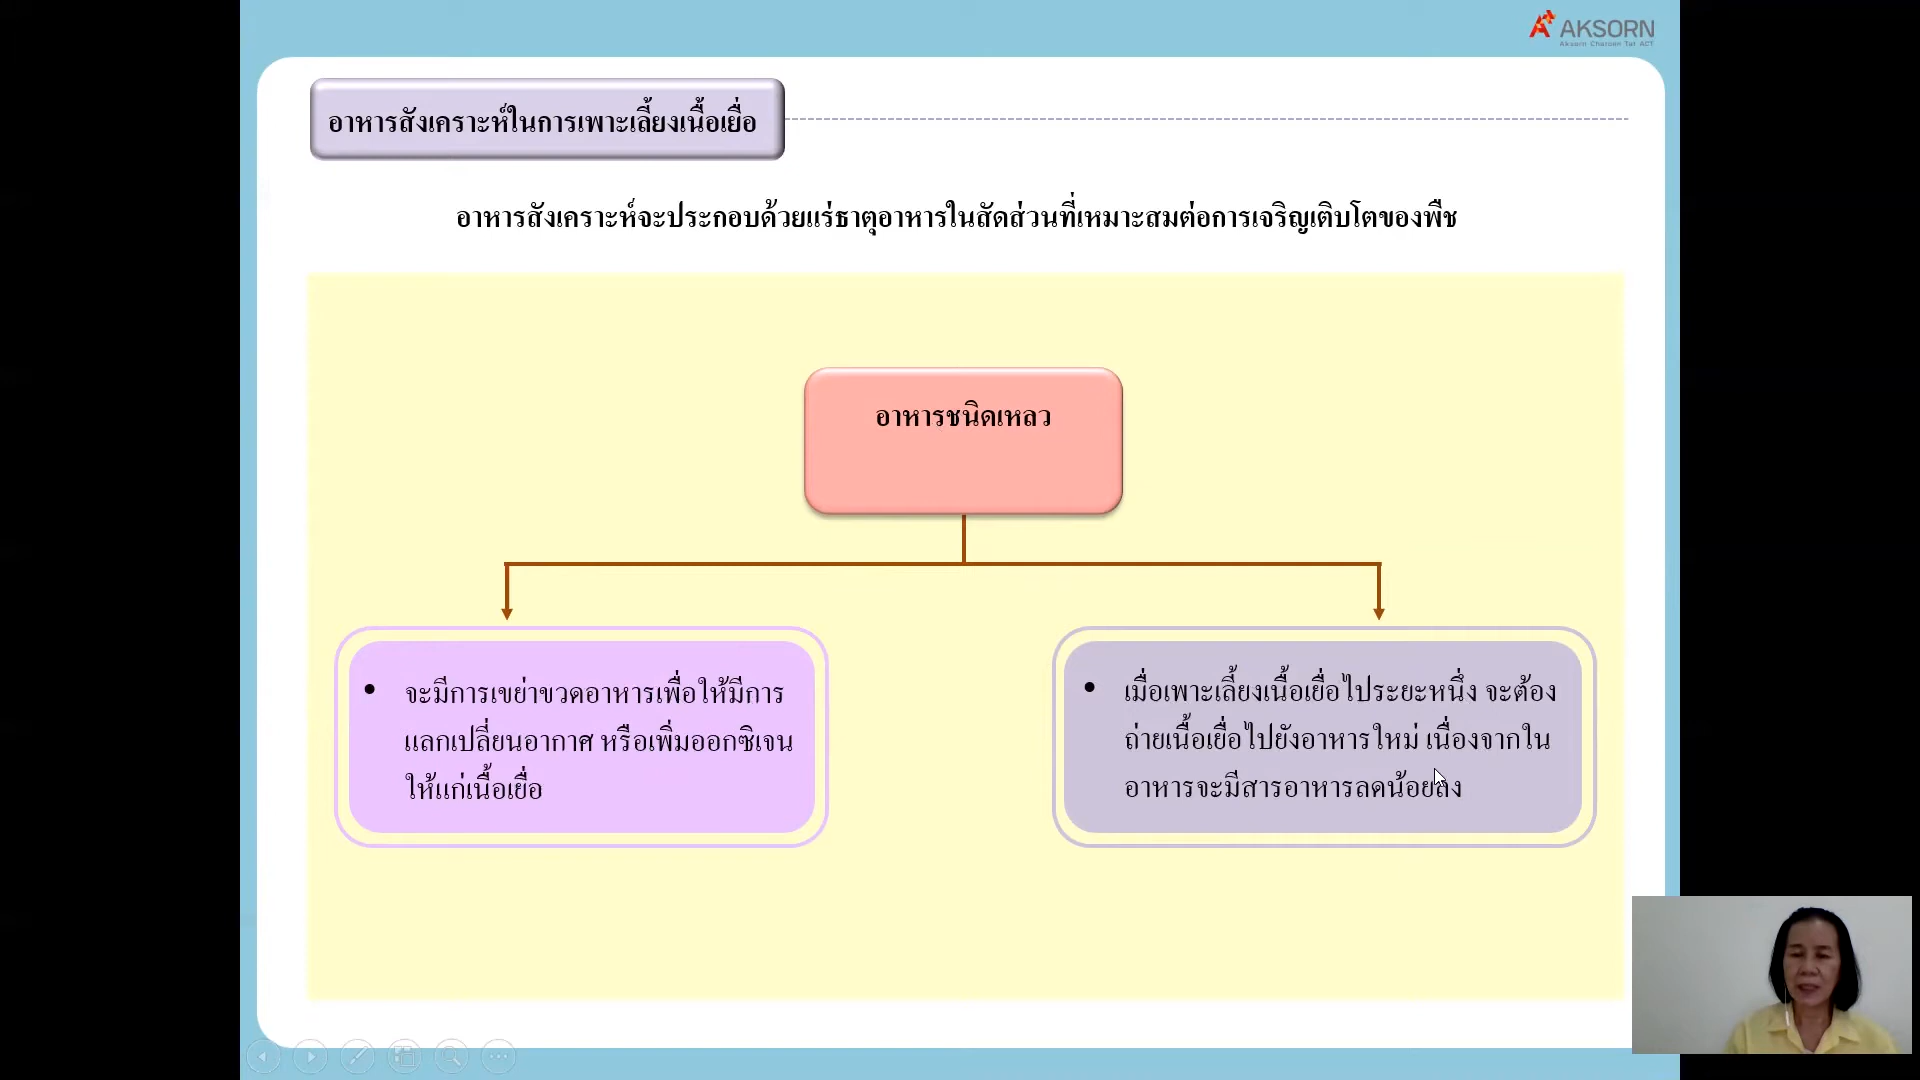 AKSORN
Aksorn Charoen Tat ACT
อาหารสังเคราะห์ในการเพาะเลี้ยงเนื้อเยื่อ
อาหารสังเคราะห์จะประกอบด้วยแร่ธาตุอาหารในสัดส่วนที่เหมาะสมต่อการเจริญเติบโตของพืช
อาหารชนิดเหลว
• จะมีการเขย่าขวดอาหารเพื่อให้มีการ
แลกเปลี่ยนอากาศ หรือเพิ่มออกซิเจน
ให้แก่เนื้อเยื่อ
• เมื่อเพาะเลี้ยงเนื้อเยื่อไประยะหนึ่ง จะต้อง
ถ่ายเนื้อเยื่อไปยังอาหารใหม่ เนื่องจากใน
อาหารจะมีสารอาหารลดน้อยลง